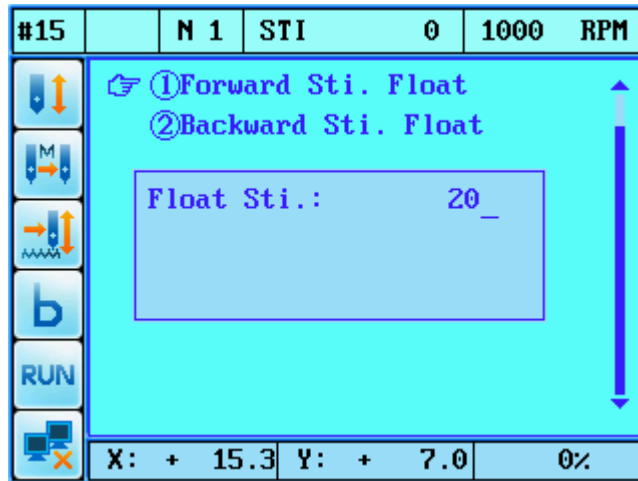 #15 N 1 STI 0 1000 RPM
☞ ①Forward Sti. Float
②Backward Sti. Float
M
Float Sti.: 20_
b
RUN
X: + 15.3 Y: + 7.0 0%